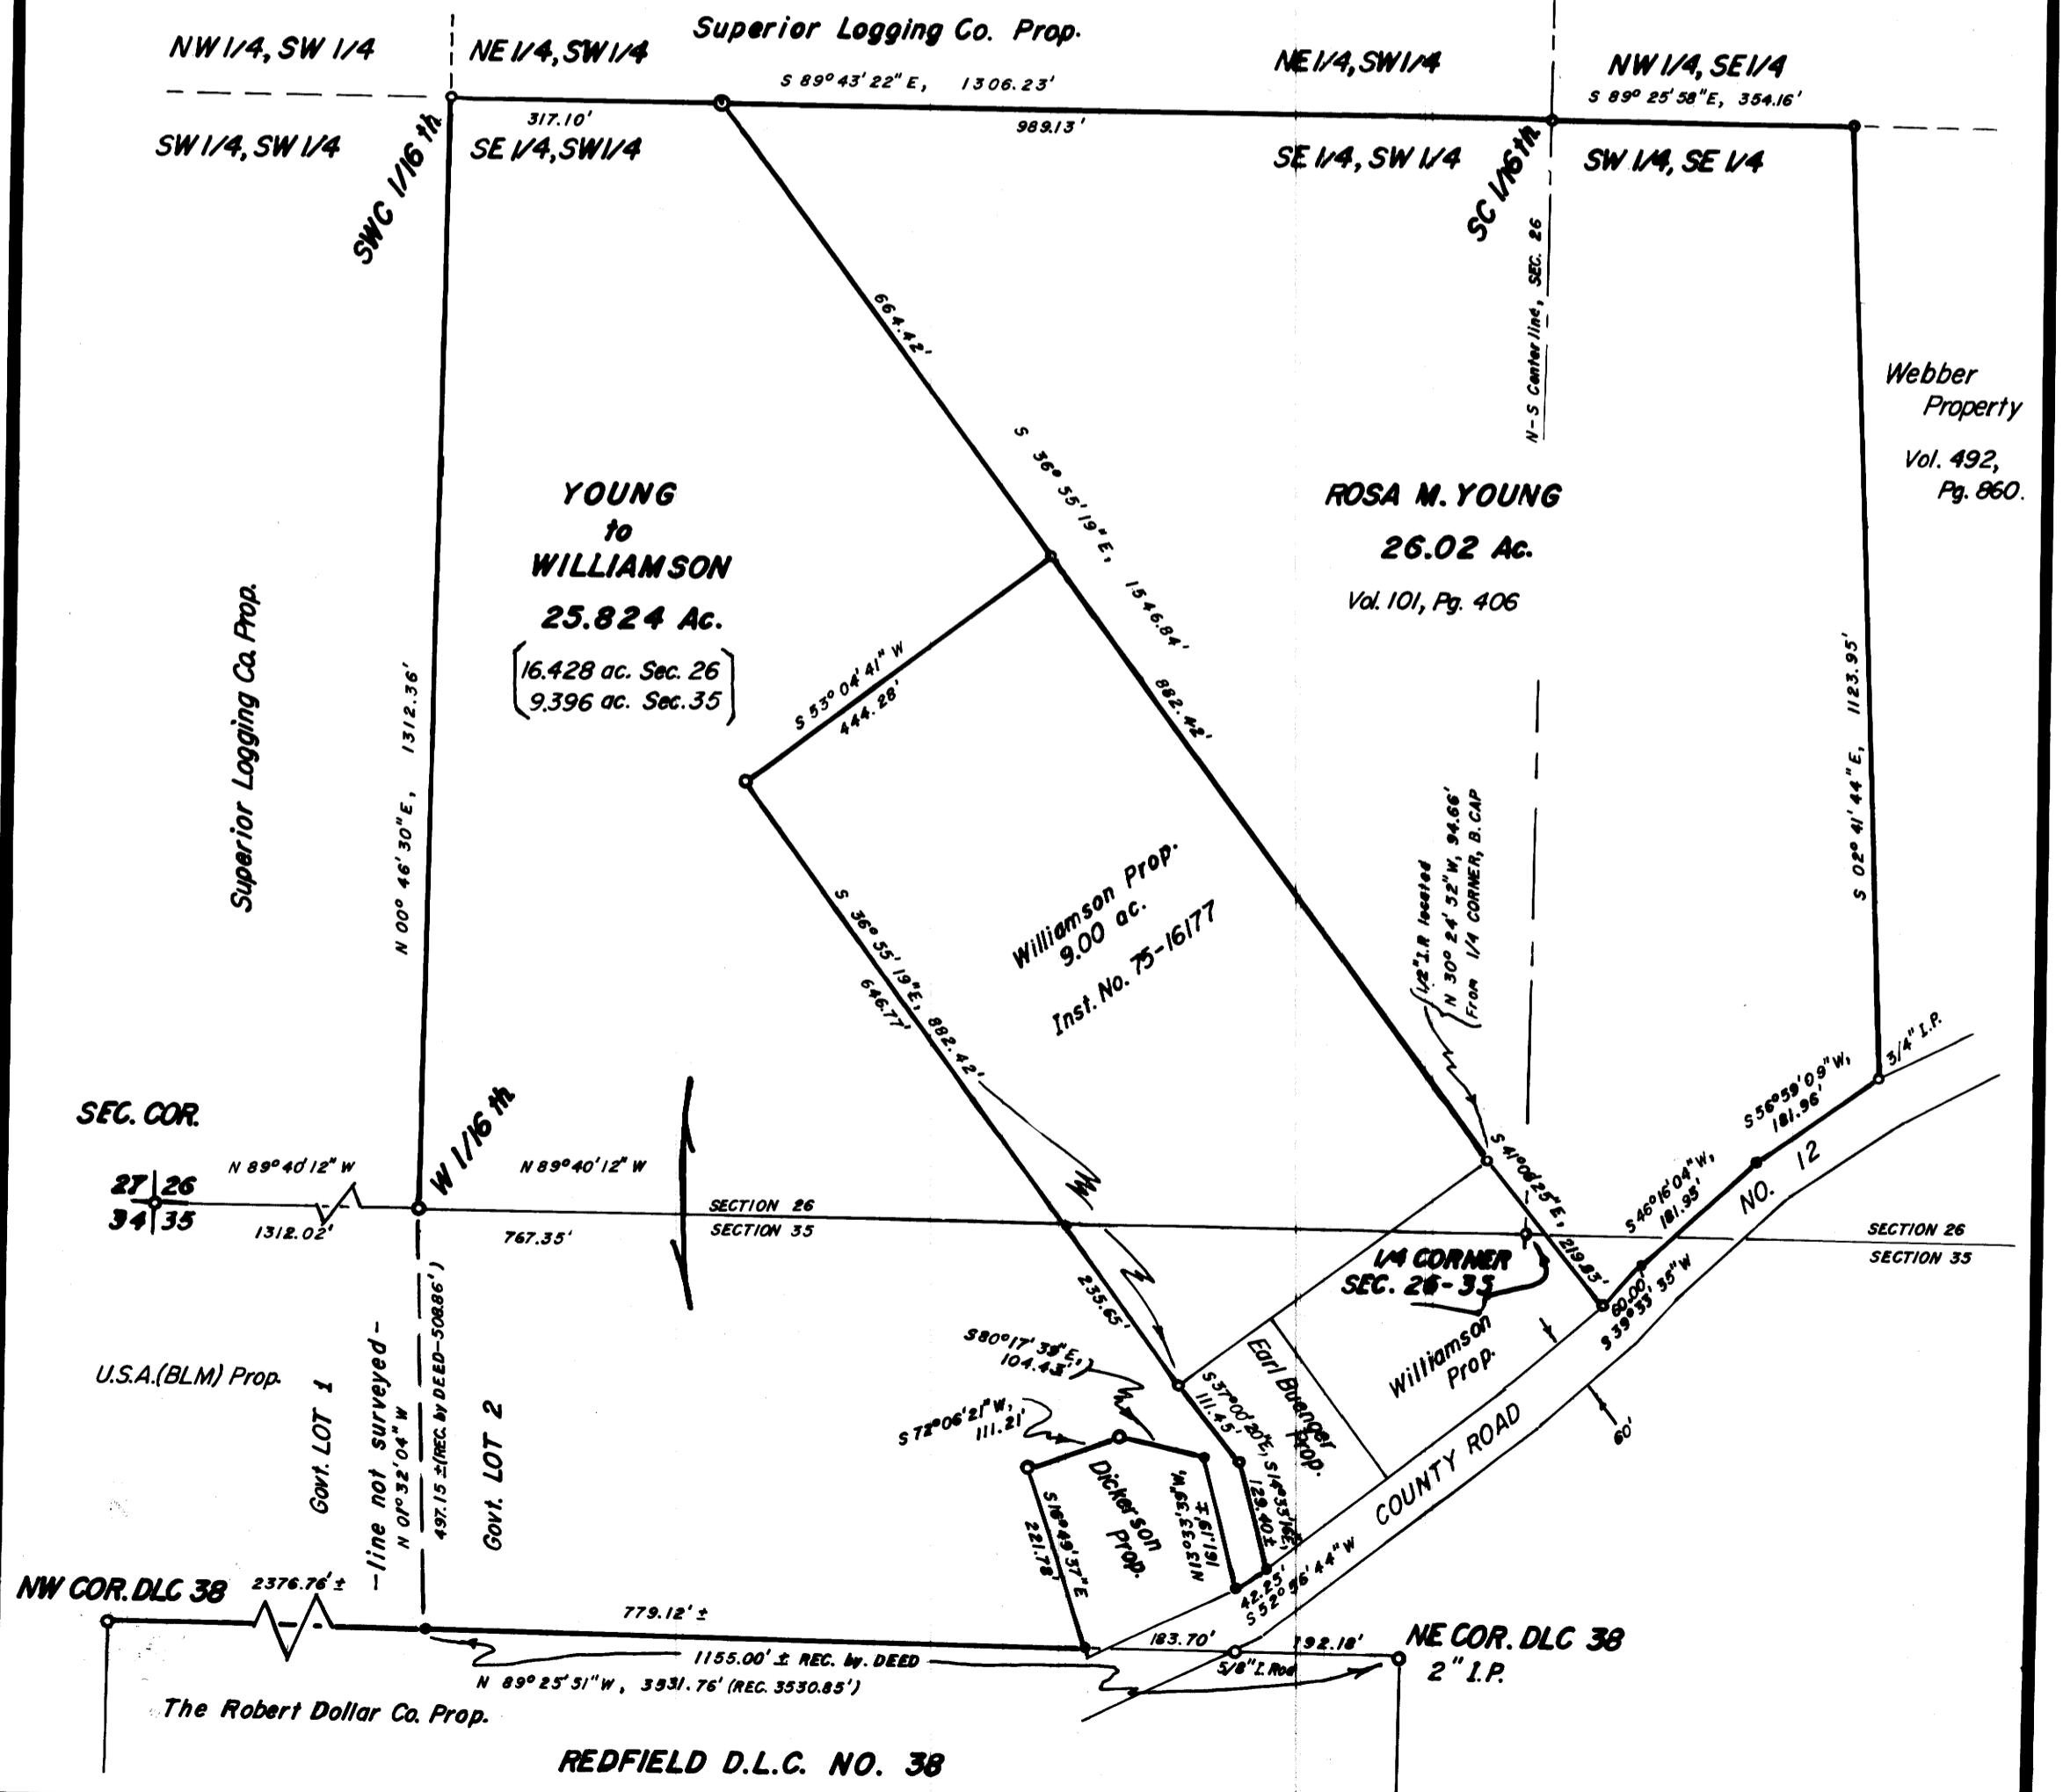 Superior Logging Co. Prop.
NW 1/4, SW 1/4
NE 1/4, SW 1/4
NE 1/4, SW 1/4
NW 1/4, SE 1/4
S 89° 43' 22" E, 1306.23'
S 89° 25' 58" E, 354.16'
317.10'
989.13'
SW 1/4, SW 1/4
SE 1/4, SW 1/4
SE 1/4, SW 1/4
SW 1/4, SE 1/4
SWC 1/16 th
SC 1/16 th
N-S Centerline, SEC. 26
664.42'
S 36° 55' 19" E, 1546.84'
882.42'
Webber
Property
Vol. 492,
Pg. 860.
YOUNG
to
WILLIAMSON
25.824 Ac.
16.428 ac. Sec. 26
9.396 ac. Sec. 35
ROSA M. YOUNG
26.02 Ac.
Vol. 101, Pg. 406
Superior Logging Co. Prop.
N 00° 46' 30" E, 1312.36'
S 53° 04' 41" W
444.28'
S 02° 41' 44" E, 1123.95'
Williamson Prop.
9.00 ac.
Inst. No. 75-16177
S 36° 55' 19" E, 882.42'
646.77'
1/2" I.R located
N 30° 24' 52" W, 94.66'
From 1/4 CORNER, B. CAP
3/4" I.P.
S 56° 59' 09" W,
181.96'
S 46° 16' 04" W,
181.95'
S 41° 06' 25" E, 219.83'
60.00'
S 39° 33' 35" W
NO. 12
SEC. COR.
27 26
34 35
N 89° 40' 12" W
1312.02'
W 1/16 th
N 89° 40' 12" W
767.35'
SECTION 26
SECTION 35
SECTION 26
SECTION 35
1/4 CORNER
SEC. 26-35
235.65'
S 80° 17' 39" E,
104.43'
S 72° 06' 21" W,
111.21'
S 37° 00' 20" E,
111.45'
S 14° 33' 16" E,
129.40 ±
Earl Buenger
Prop.
Williamson
Prop.
60'
COUNTY ROAD
U.S.A.(BLM) Prop.
Govt. LOT 1
-line not surveyed-
N 01° 32' 04" W
497.15 ±(REC. by DEED-508.86')
Govt. LOT 2
Dickerson
Prop.
S 16° 49' 37" E
221.78'
N 13° 33' 39" W,
161.19' ±
42.25'
S 52° 56' 44" W
NW COR. DLC 38
2376.76' ±
779.12' ±
183.70'
192.18'
NE COR. DLC 38
2" I.P.
5/8" I. Rod
1155.00' ± REC. by. DEED
N 89° 25' 51" W, 3531.76' (REC. 3530.85')
The Robert Dollar Co. Prop.
REDFIELD D.L.C. NO. 38